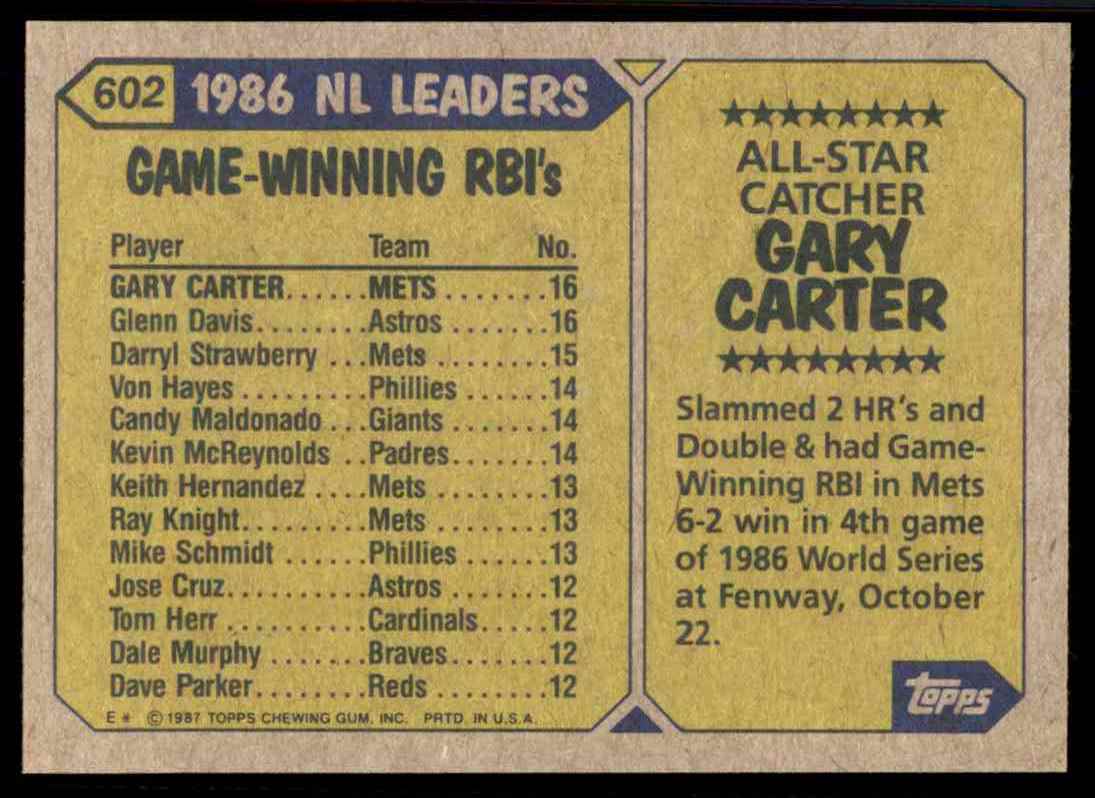 602 1986 NL LEADERS
GAME-WINNING RBI's
Player Team No.
GARY CARTER......METS.......16
Glenn Davis........Astros.......16
Darryl Strawberry ...Mets .......15
Von Hayes .........Phillies ......14
Candy Maldonado ...Giants ......14
Kevin McReynolds ..Padres.......14
Keith Hernandez ....Mets .......13
Ray Knight.........Mets .......13
Mike Schmidt ......Phillies ......13
Jose Cruz..........Astros .......12
Tom Herr ..........Cardinals.....12
Dale Murphy .......Braves.......12
Dave Parker........Reds ........12
E* © 1987 TOPPS CHEWING GUM, INC. PRTD. IN U.S.A.
★★★★★★★★
ALL-STAR
CATCHER
GARY
CARTER
★★★★★★★★
Slammed 2 HR's and
Double & had Game-
Winning RBI in Mets
6-2 win in 4th game
of 1986 World Series
at Fenway, October
22.
topps